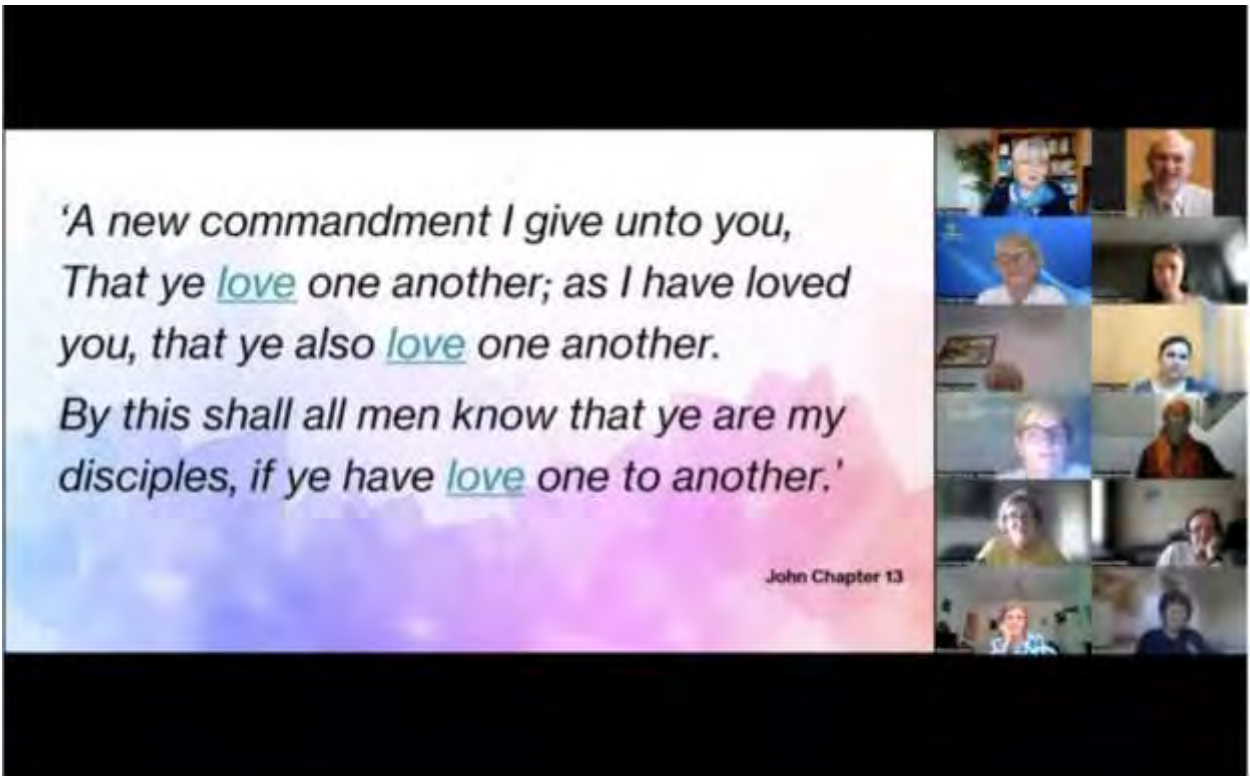 ‘A new commandment I give unto you,
That ye love one another; as I have loved
you, that ye also love one another.
By this shall all men know that ye are my
disciples, if ye have love one to another.’
John Chapter 13